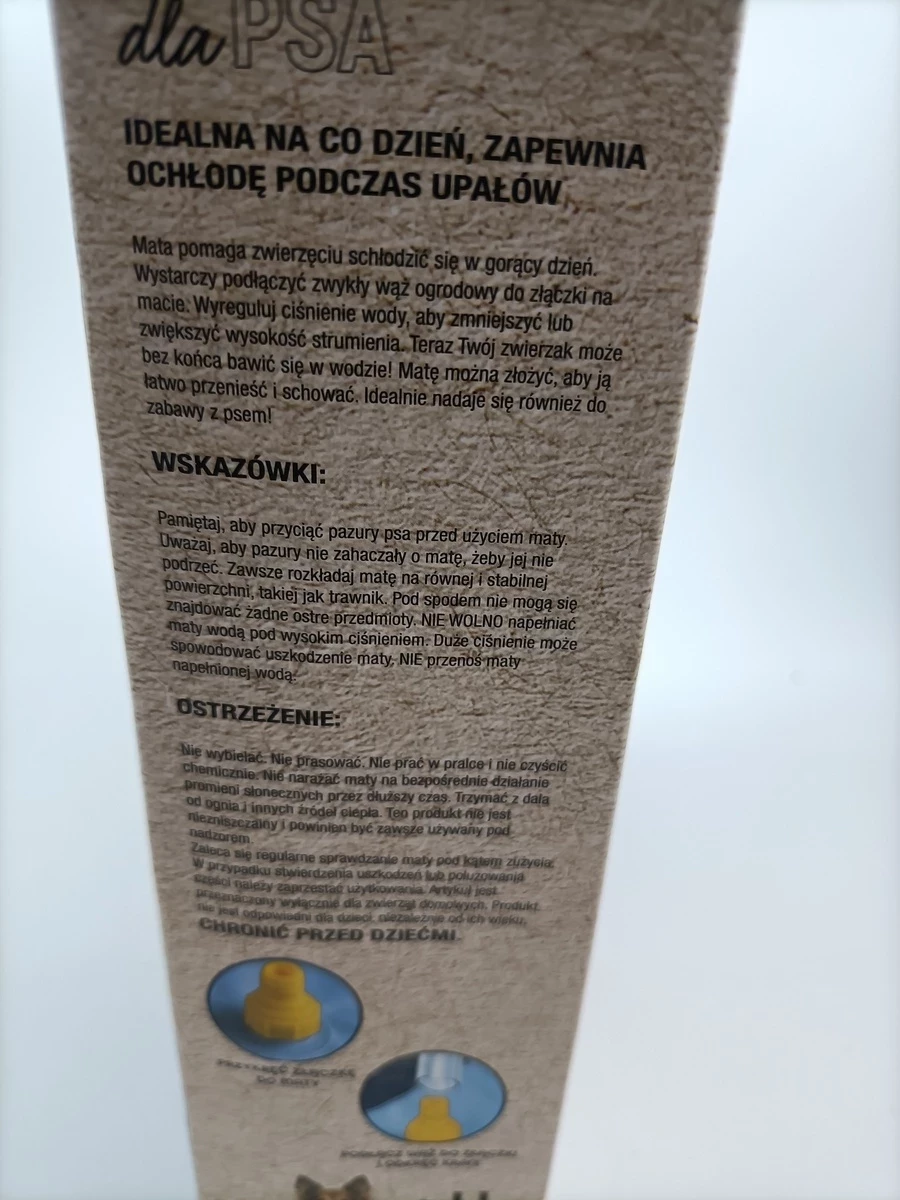 dla PSA
IDEALNA NA CO DZIEŃ, ZAPEWNIA
OCHŁODĘ PODCZAS UPAŁÓW
Mata pomaga zwierzęciu schłodzić się w gorący dzień.
Wystarczy podłączyć zwykły wąż ogrodowy do złączki na
macie. Wyreguluj ciśnienie wody, aby zmniejszyć lub
zwiększyć wysokość strumienia. Teraz Twój zwierzak może
bez końca bawić się w wodzie! Matę można złożyć, aby ją
łatwo przenieść i schować. Idealnie nadaje się również do
zabawy z psem!
WSKAZÓWKI:
Pamiętaj, aby przyciąć pazury psa przed użyciem maty.
Uważaj, aby pazury nie zahaczały o matę, żeby jej nie
podrzeć. Zawsze rozkładaj matę na równej i stabilnej
powierzchni, takiej jak trawnik. Pod spodem nie mogą się
znajdować żadne ostre przedmioty. NIE WOLNO napełniać
maty wodą pod wysokim ciśnieniem. Duże ciśnienie może
spowodować uszkodzenie maty. NIE przenoś maty
napełnionej wodą.
OSTRZEŻENIE:
Nie wybielać. Nie prasować. Nie prać w pralce i nie czyścić
chemicznie. Nie narażać maty na bezpośrednie działanie
promieni słonecznych przez dłuższy czas. Trzymać z dala
od ognia i innych źródeł ciepła. Ten produkt nie jest
niezniszczalny i powinien być zawsze używany pod
nadzorem.
Zaleca się regularne sprawdzanie maty pod kątem zużycia.
W przypadku stwierdzenia uszkodzeń lub poluzowania
części należy zaprzestać użytkowania. Artykuł jest
przeznaczony wyłącznie dla zwierząt domowych. Produkt
nie jest odpowiedni dla dzieci, niezależnie od ich wieku.
CHRONIĆ PRZED DZIEĆMI.
PRZYKRĘĆ ZŁĄCZKĘ
DO MATY
PODŁĄCZ WĄŻ DO ZŁĄCZKI
I ODKRĘĆ KRAN